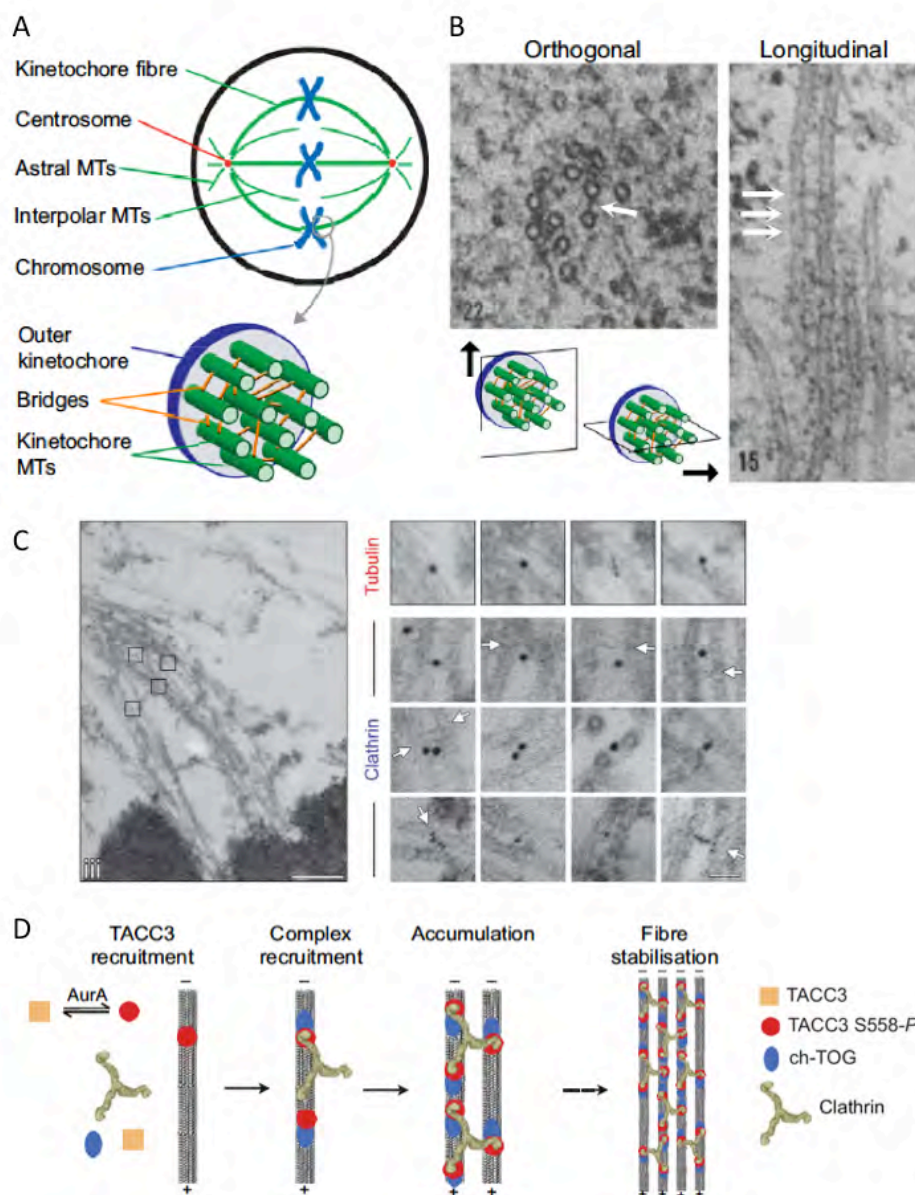 A
Kinetochore fibre
Centrosome
Astral MTs
Interpolar MTs
Chromosome
Outer
kinetochore
Bridges
Kinetochore
MTs
B
Orthogonal
Longitudinal
22
15
C
iii
Tubulin
Clathrin
D
TACC3
recruitment
Complex
recruitment
Accumulation
Fibre
stabilisation
AurA
−
−
− −
− − − −
+
+
+ +
+ + + +
TACC3
TACC3 S558-P
ch-TOG
Clathrin